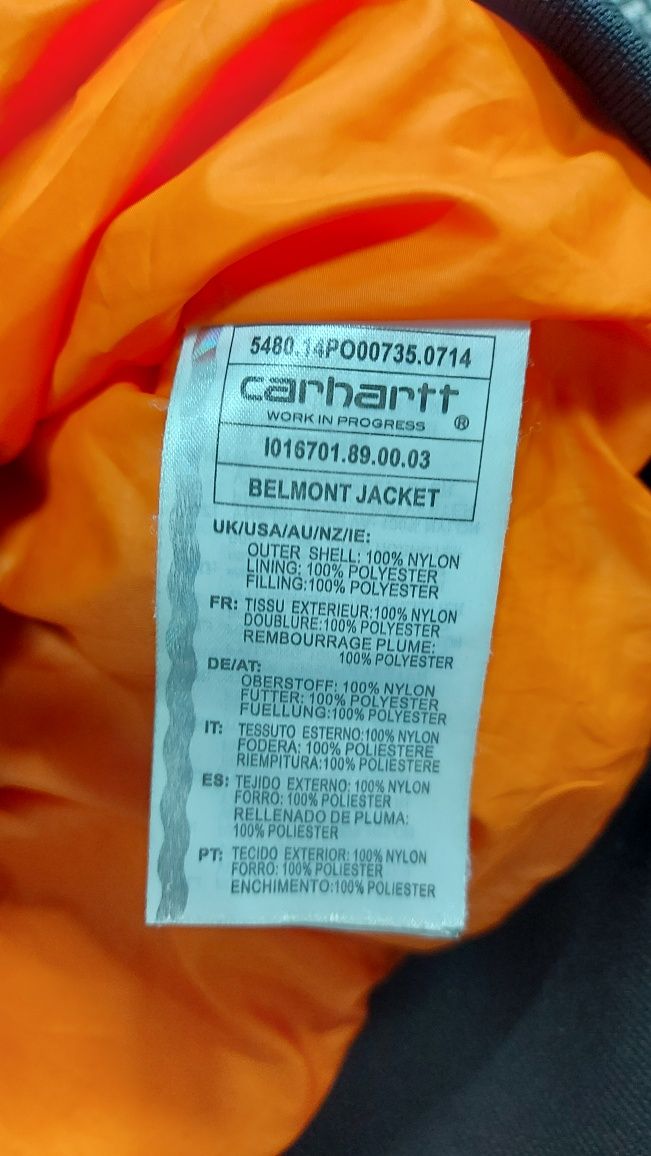 5480.14PO00735.0714
carhartt
WORK IN PROGRESS ®
I016701.89.00.03
BELMONT JACKET
UK/USA/AU/NZ/IE:
OUTER SHELL: 100% NYLON
LINING: 100% POLYESTER
FILLING:100% POLYESTER
FR: TISSU EXTERIEUR:100% NYLON
DOUBLURE:100% POLYESTER
REMBOURRAGE PLUME:
100% POLYESTER
DE/AT:
OBERSTOFF: 100% NYLON
FUTTER: 100% POLYESTER
FUELLUNG:100% POLYESTER
IT: TESSUTO ESTERNO:100% NYLON
FODERA: 100% POLIESTERE
RIEMPITURA:100% POLIESTERE
ES: TEJIDO EXTERNO: 100% NYLON
FORRO: 100% POLIESTER
RELLENADO DE PLUMA:
100% POLIESTER
PT: TECIDO EXTERIOR: 100% NYLON
FORRO: 100% POLIESTER
ENCHIMENTO:100% POLIESTER